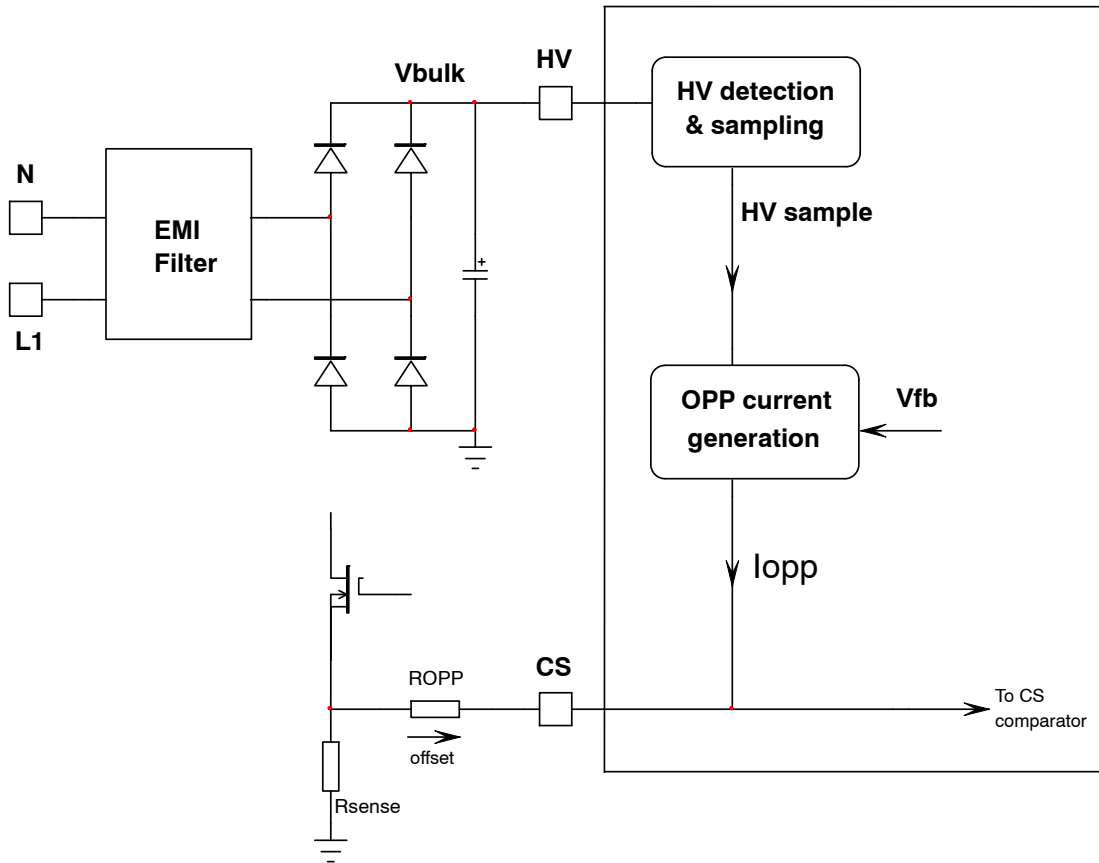 HV
Vbulk
HV detection
& sampling
N
HV sample
EMI
Filter
+
L1
OPP current
generation
Vfb
Iopp
ROPP
CS
To CS
comparator
offset
Rsense